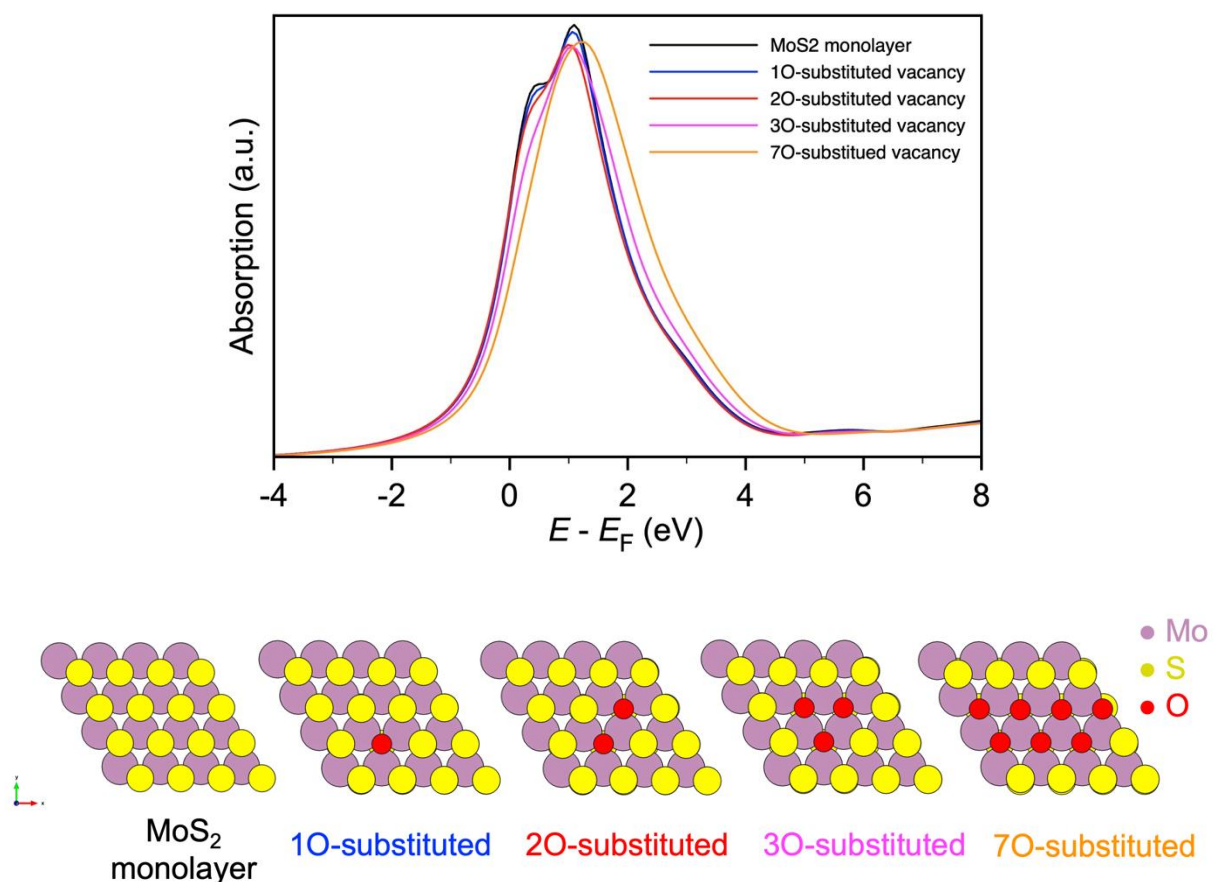 MoS2 monolayer
1O-substituted vacancy
2O-substituted vacancy
3O-substituted vacancy
7O-substitued vacancy
Absorption (a.u.)
-4 -2 0 2 4 6 8
E - E_F (eV)
Mo
S
O
y
x
MoS₂
monolayer
1O-substituted
2O-substituted
3O-substituted
7O-substituted